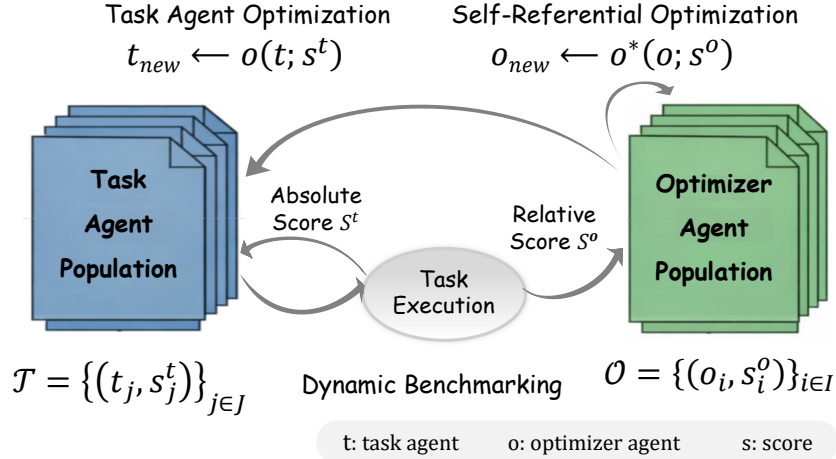 Task Agent Optimization
t_new ⟵ o(t; s^t)
Self-Referential Optimization
o_new ⟵ o*(o; s^o)
Task
Agent
Population
Absolute
Score S^t
Task
Execution
Relative
Score S^o
Optimizer
Agent
Population
𝒯 = {(t_j, s_j^t)}_{j∈J}
Dynamic Benchmarking
𝒪 = {(o_i, s_i^o)}_{i∈I}
t: task agent o: optimizer agent s: score